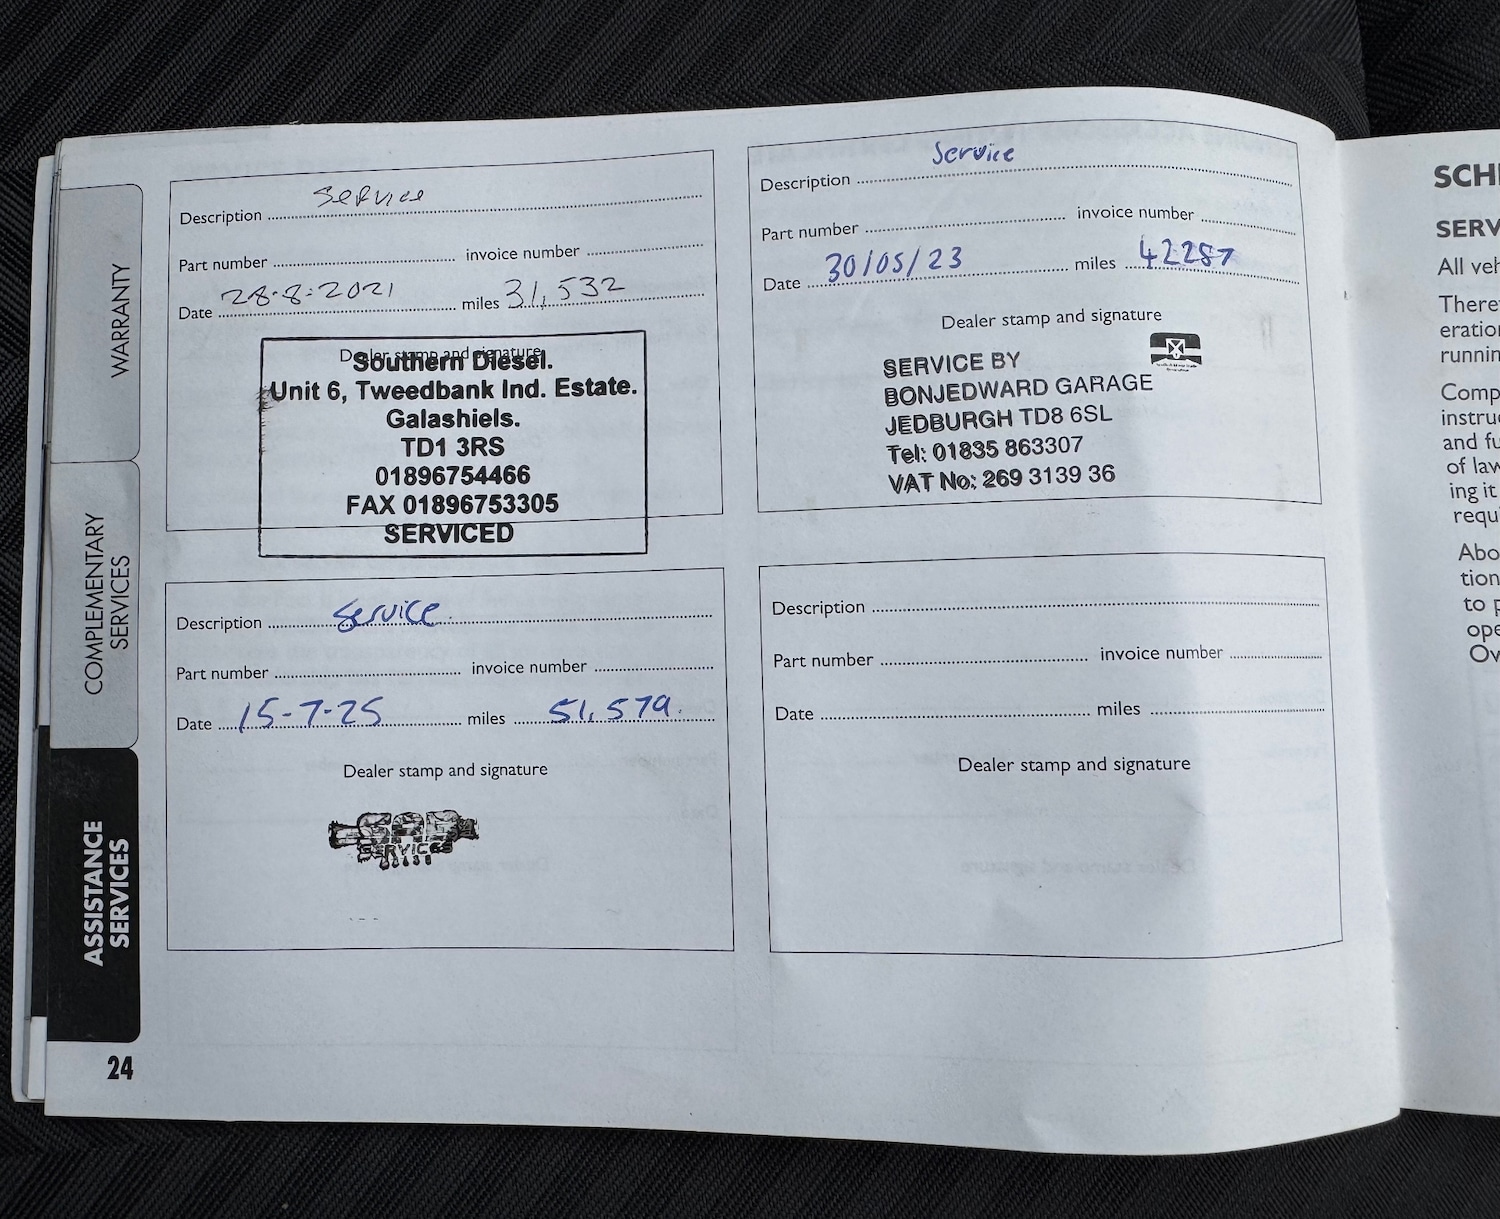 WARRANTY
COMPLEMENTARY
SERVICES
ASSISTANCE
SERVICES
24
Description Service
Part number invoice number
Date 28-8-2021 miles 31,532
Dealer stamp and signature
Southern Diesel.
Unit 6, Tweedbank Ind. Estate.
Galashiels.
TD1 3RS
01896754466
FAX 01896753305
SERVICED
Description Service
Part number invoice number
Date 30/05/23 miles 42287
Dealer stamp and signature
SERVICE BY
BONJEDWARD GARAGE
JEDBURGH TD8 6SL
Tel: 01835 863307
VAT No: 269 3139 36
Description Service.
Part number invoice number
Date 15-7-25 miles 51,579.
Dealer stamp and signature
SERVICES
Description
Part number invoice number
Date miles
Dealer stamp and signature
SCH
SERV
All veh
There
eration
runnin
Comp
instru
and fu
of law
ing it
requi
Abo
tion
to p
ope
Ov